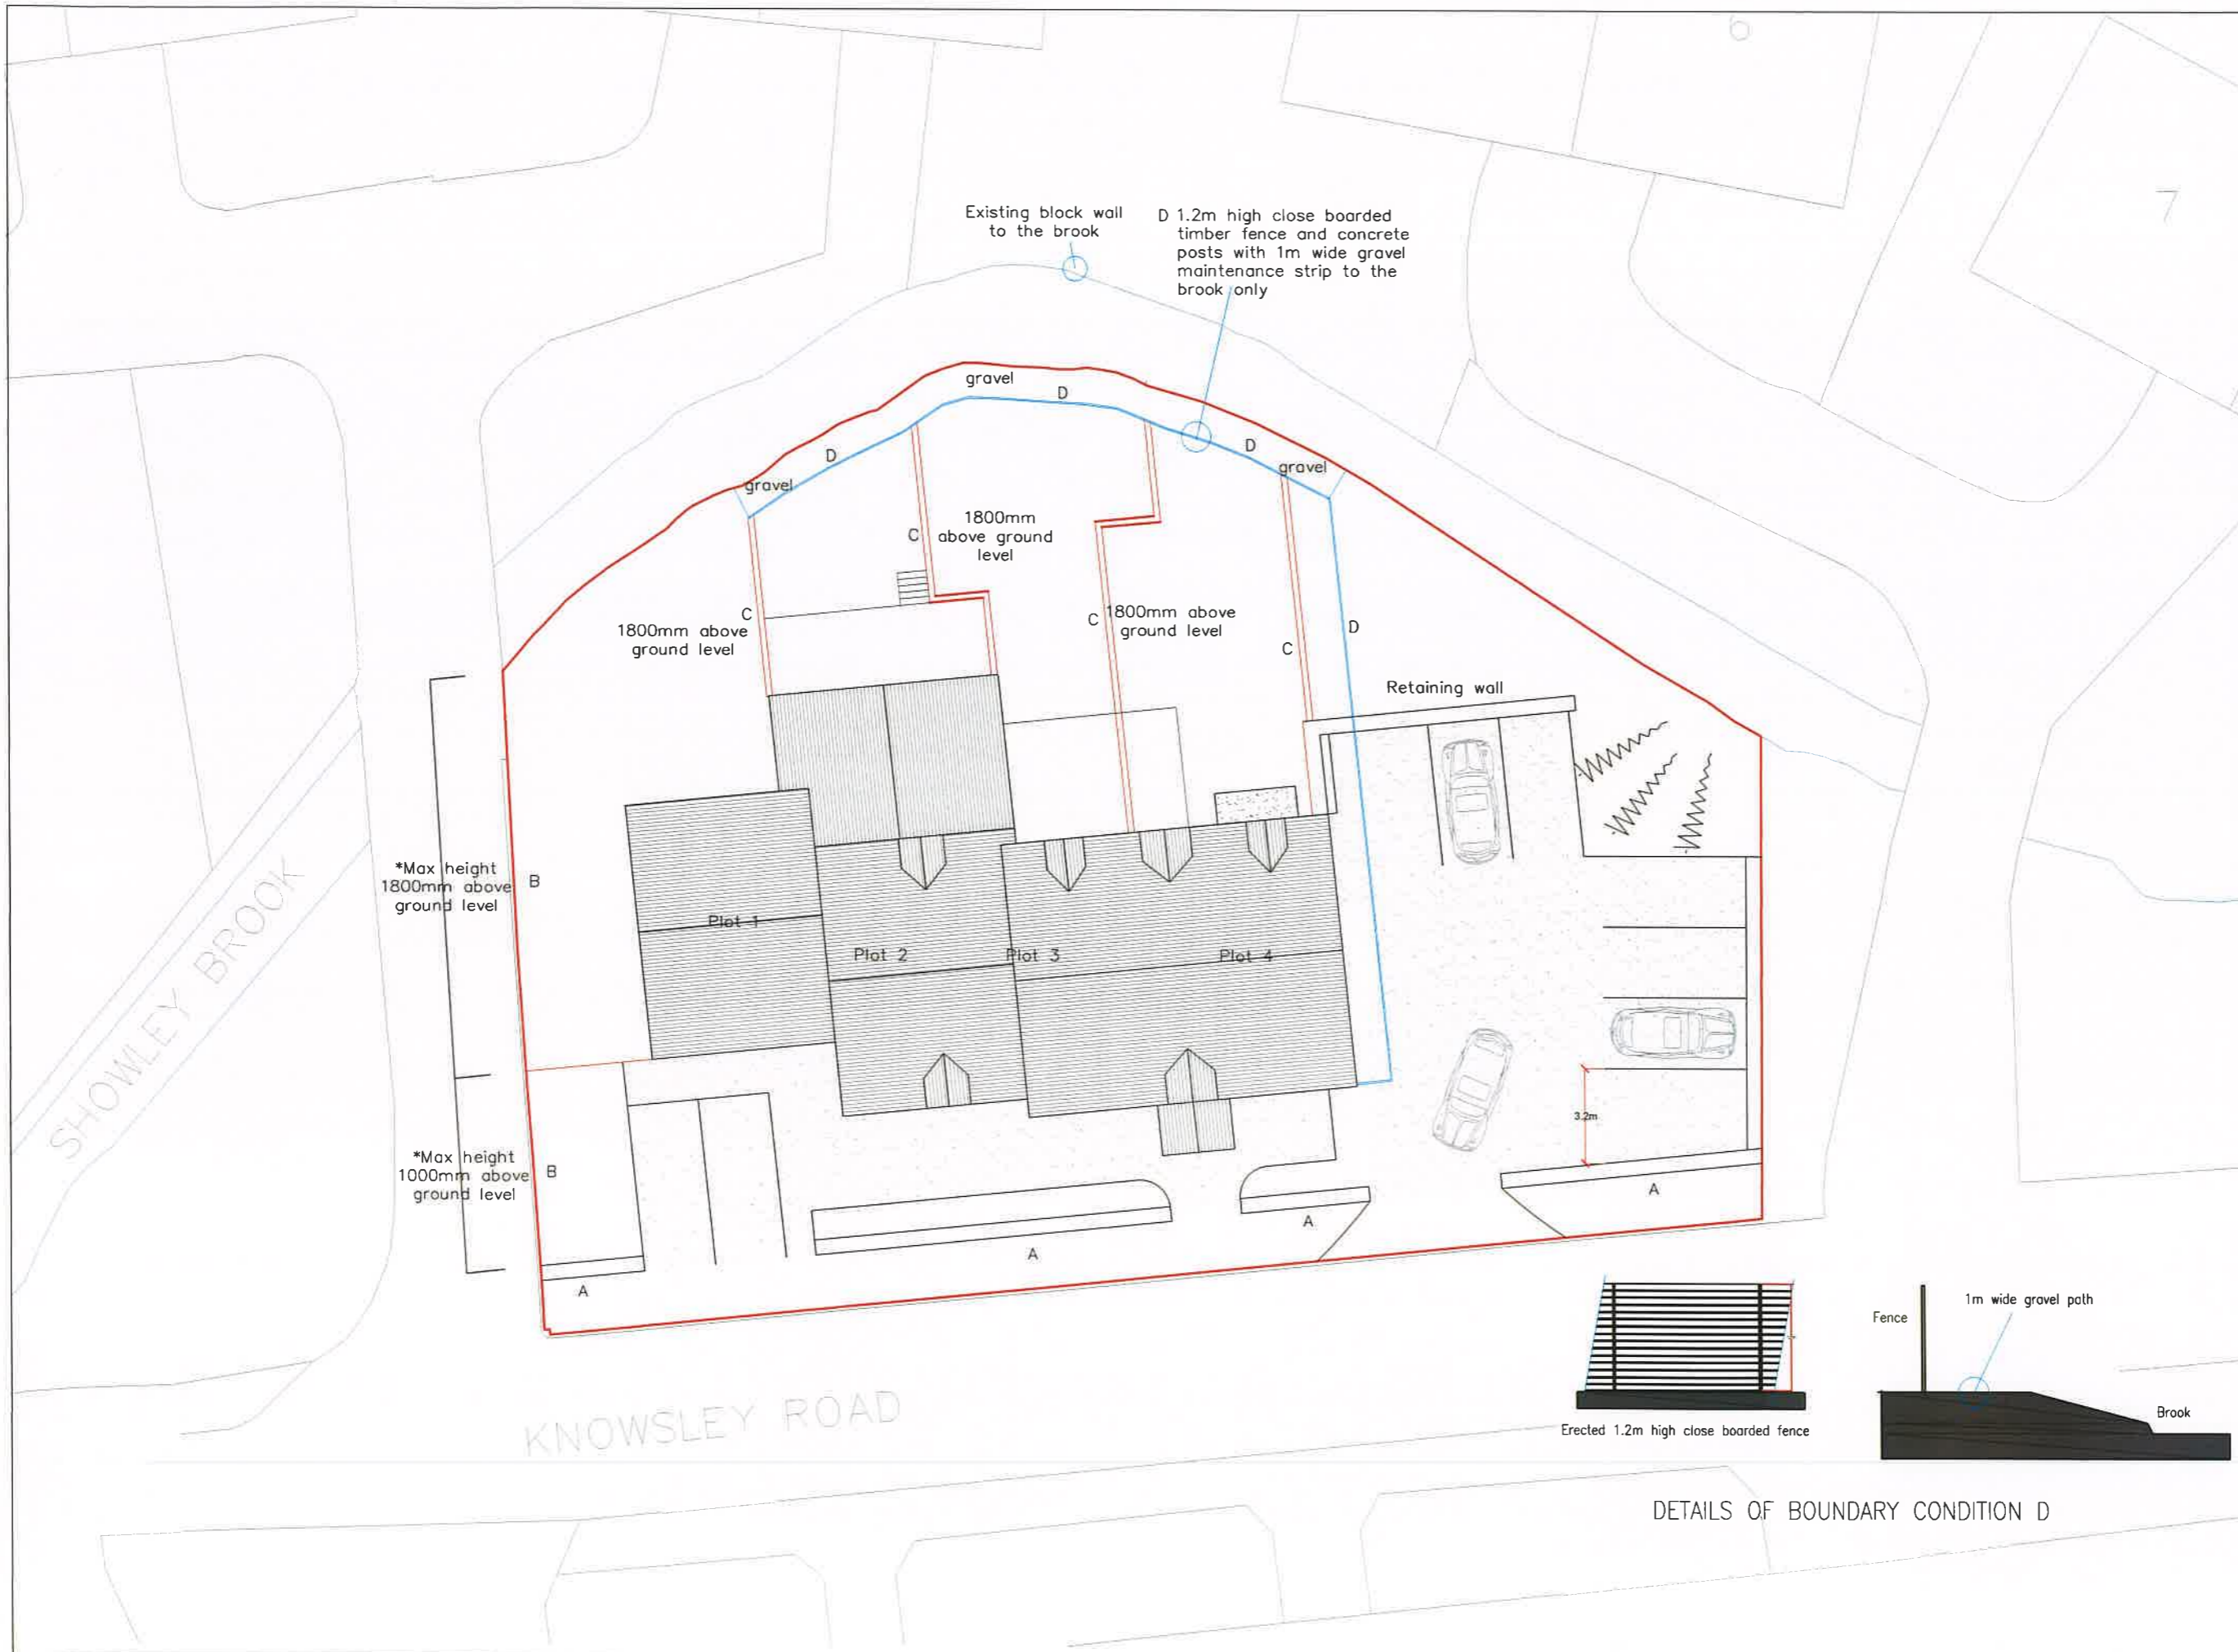 Existing block wall
to the brook
D 1.2m high close boarded
timber fence and concrete
posts with 1m wide gravel
maintenance strip to the
brook only
gravel
D
D
D
gravel
gravel
C
1800mm
above ground
level
C
1800mm above
ground level
C
1800mm above
ground level
C
D
Retaining wall
*Max height
1800mm above
ground level
B
Plot 1
Plot 2
Plot 3
Plot 4
SHOWLEY BROOK
3.2m
*Max height
1000mm above
ground level
B
A
A
A
A
7
KNOWSLEY ROAD
Erected 1.2m high close boarded fence
Fence
1m wide gravel path
Brook
DETAILS OF BOUNDARY CONDITION D